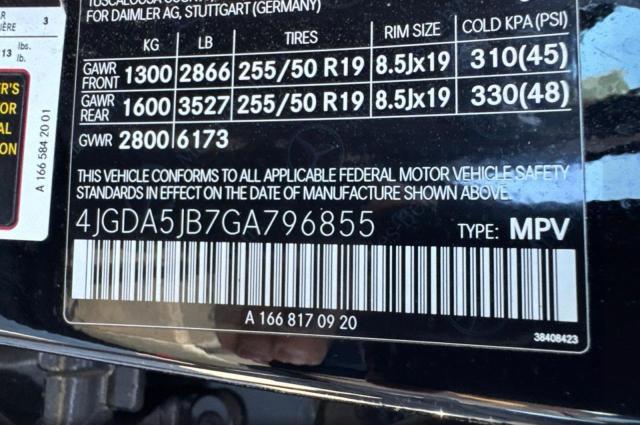 TUSCALOOSA COUNTY,
FOR DAIMLER AG, STUTTGART (GERMANY)
KG LB TIRES RIM SIZE COLD KPA (PSI)
GAWR FRONT 1300 2866 255/50 R19 8.5Jx19 310(45)
GAWR REAR 1600 3527 255/50 R19 8.5Jx19 330(48)
GVWR 2800 6173
THIS VEHICLE CONFORMS TO ALL APPLICABLE FEDERAL MOTOR VEHICLE SAFETY
STANDARDS IN EFFECT ON THE DATE OF MANUFACTURE SHOWN ABOVE.
4JGDA5JB7GA796855 TYPE: MPV
A 166 817 09 20
38408423
3
13 lbs.
lb.
A 166 584 20 01